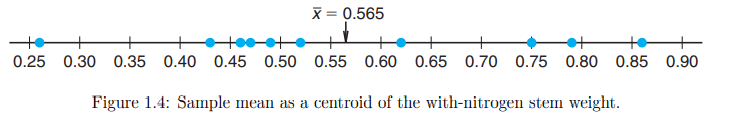 x̄ = 0.565
0.25 0.30 0.35 0.40 0.45 0.50 0.55 0.60 0.65 0.70 0.75 0.80 0.85 0.90
Figure 1.4: Sample mean as a centroid of the with-nitrogen stem weight.